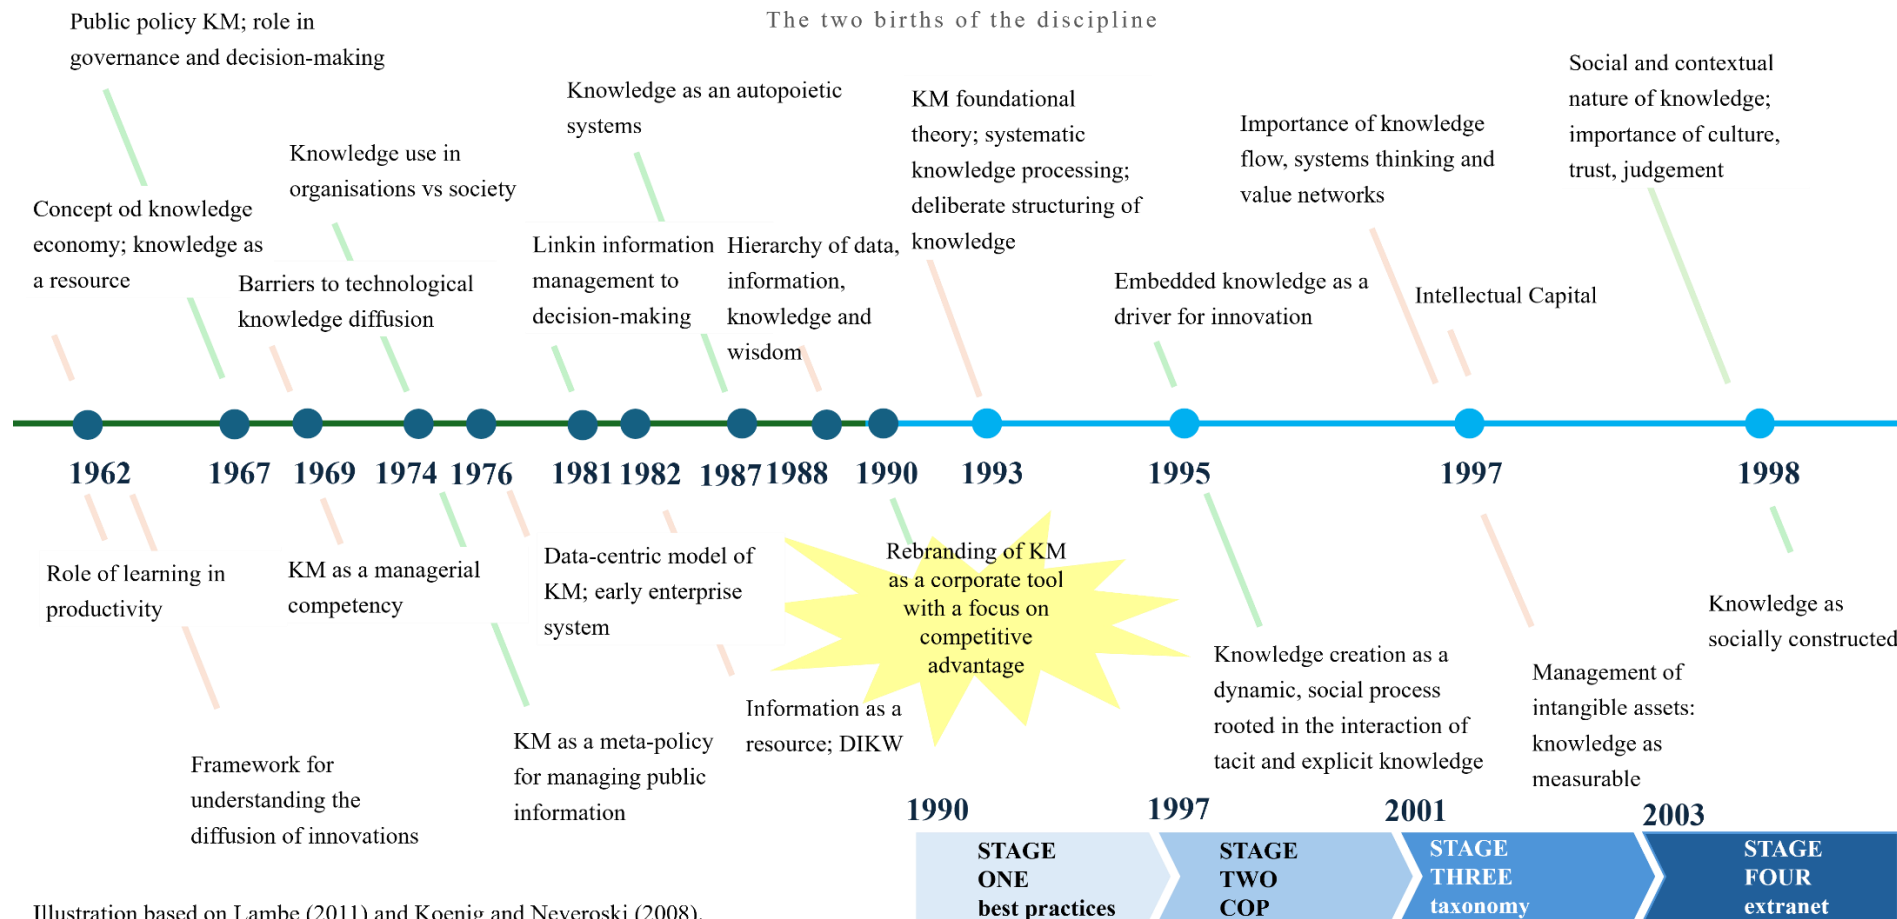 The two births of the discipline
Public policy KM; role in
governance and decision-making
Concept od knowledge
economy; knowledge as
a resource
Knowledge use in
organisations vs society
Barriers to technological
knowledge diffusion
Knowledge as an autopoietic
systems
Linkin information
management to
decision-making
Hierarchy of data,
information,
knowledge and
wisdom
KM foundational
theory; systematic
knowledge processing;
deliberate structuring of
knowledge
Embedded knowledge as a
driver for innovation
Importance of knowledge
flow, systems thinking and
value networks
Intellectual Capital
Social and contextual
nature of knowledge;
importance of culture,
trust, judgement
1962
1967
1969
1974
1976
1981
1982
1987
1988
1990
1993
1995
1997
1998
Role of learning in
productivity
Framework for
understanding the
diffusion of innovations
KM as a managerial
competency
KM as a meta-policy
for managing public
information
Data-centric model of
KM; early enterprise
system
Information as a
resource; DIKW
Rebranding of KM
as a corporate tool
with a focus on
competitive
advantage
Knowledge creation as a
dynamic, social process
rooted in the interaction of
tacit and explicit knowledge
Management of
intangible assets:
knowledge as
measurable
Knowledge as
socially constructed
1990
STAGE
ONE
best practices
1997
STAGE
TWO
COP
2001
STAGE
THREE
taxonomy
2003
STAGE
FOUR
extranet
Illustration based on Lambe (2011) and Koenig and Neveroski (2008).